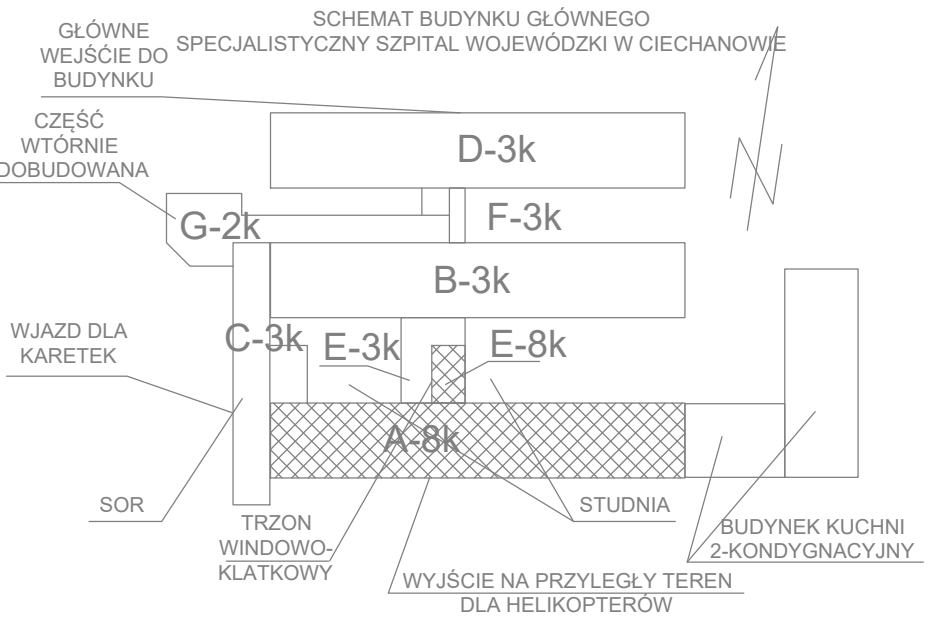 SCHEMAT BUDYNKU GŁÓWNEGO
SPECJALISTYCZNY SZPITAL WOJEWÓDZKI W CIECHANOWIE
GŁÓWNE
WEJŚĆIE DO
BUDYNKU
CZĘŚĆ
WTÓRNIE
DOBUDOWANA
D-3k
G-2k
F-3k
B-3k
WJAZD DLA
KARETEK
C-3k
E-3k
E-8k
A-8k
SOR
TRZON
WINDOWO-
KLATKOWY
STUDNIA
BUDYNEK KUCHNI
2-KONDYGNACYJNY
WYJŚCIE NA PRZYLEGŁY TEREN
DLA HELIKOPTERÓW